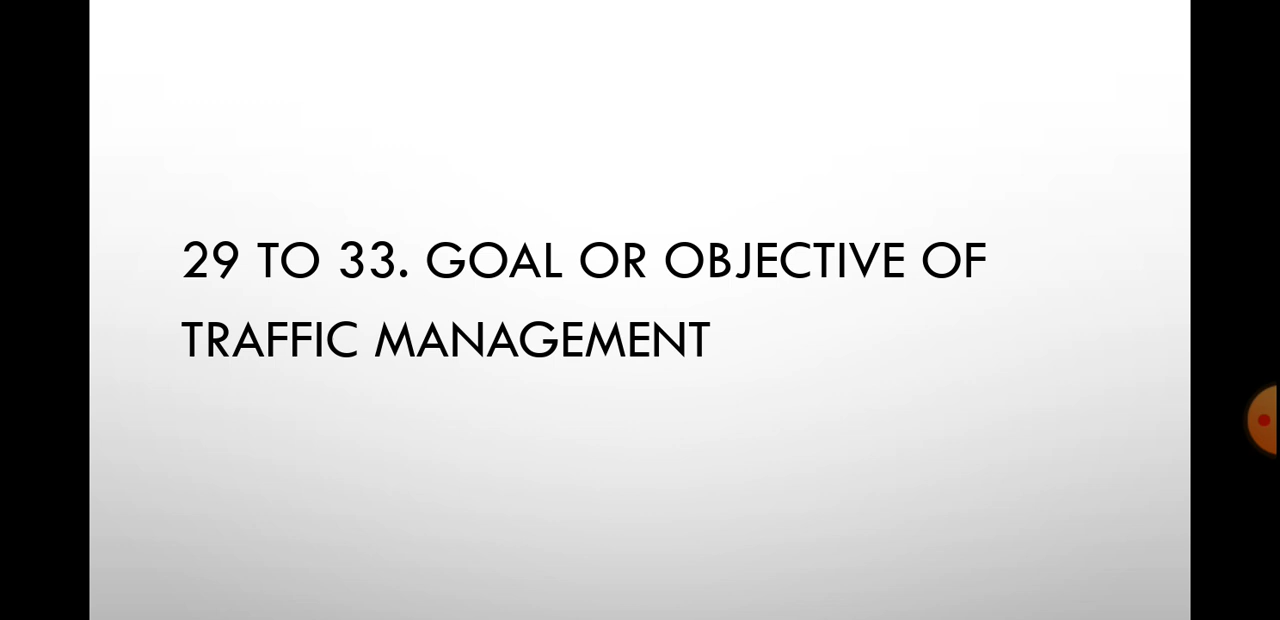 29 TO 33. GOAL OR OBJECTIVE OF
TRAFFIC MANAGEMENT